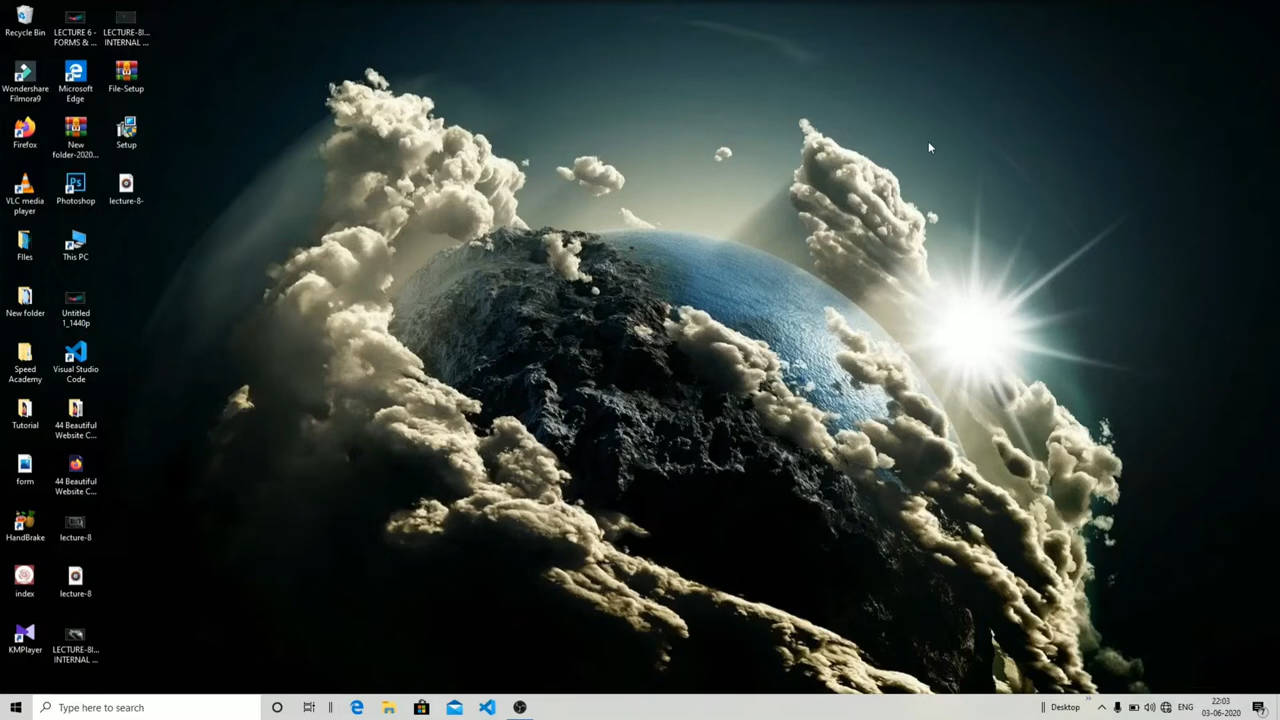 Recycle Bin
LECTURE 6 -
FORMS & ...
LECTURE-8I...
INTERNAL ...
Wondershare
Filmora9
Microsoft
Edge
File-Setup
Firefox
New
folder-2020...
Setup
VLC media
player
Photoshop
lecture-8-
FIles
This PC
New folder
Untitled
1_1440p
Speed
Academy
Visual Studio
Code
Tutorial
44 Beautiful
Website C...
form
44 Beautiful
Website C...
HandBrake
lecture-8
index
lecture-8
KMPlayer
LECTURE-8I...
INTERNAL ...
Type here to search
Desktop
ENG
22:03
03-06-2020
7